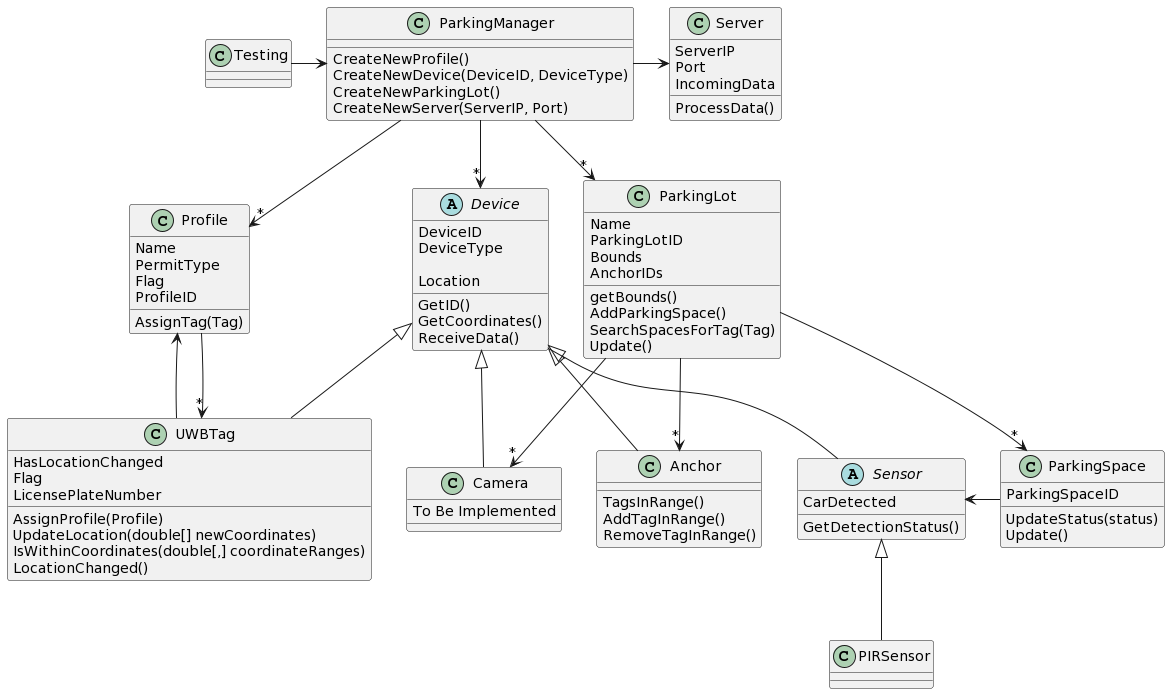 C ParkingManager
CreateNewProfile()
CreateNewDevice(DeviceID, DeviceType)
CreateNewParkingLot()
CreateNewServer(ServerIP, Port)
C Server
ServerIP
Port
IncomingData
ProcessData()
C Testing
*
*
*
C Profile
Name
PermitType
Flag
ProfileID
AssignTag(Tag)
A Device
DeviceID
DeviceType
Location
GetID()
GetCoordinates()
ReceiveData()
C ParkingLot
Name
ParkingLotID
Bounds
AnchorIDs
getBounds()
AddParkingSpace()
SearchSpacesForTag(Tag)
Update()
*
*
*
*
C UWBTag
HasLocationChanged
Flag
LicensePlateNumber
AssignProfile(Profile)
UpdateLocation(double[] newCoordinates)
IsWithinCoordinates(double[,] coordinateRanges)
LocationChanged()
C Camera
To Be Implemented
C Anchor
TagsInRange()
AddTagInRange()
RemoveTagInRange()
A Sensor
CarDetected
GetDetectionStatus()
C ParkingSpace
ParkingSpaceID
UpdateStatus(status)
Update()
C PIRSensor